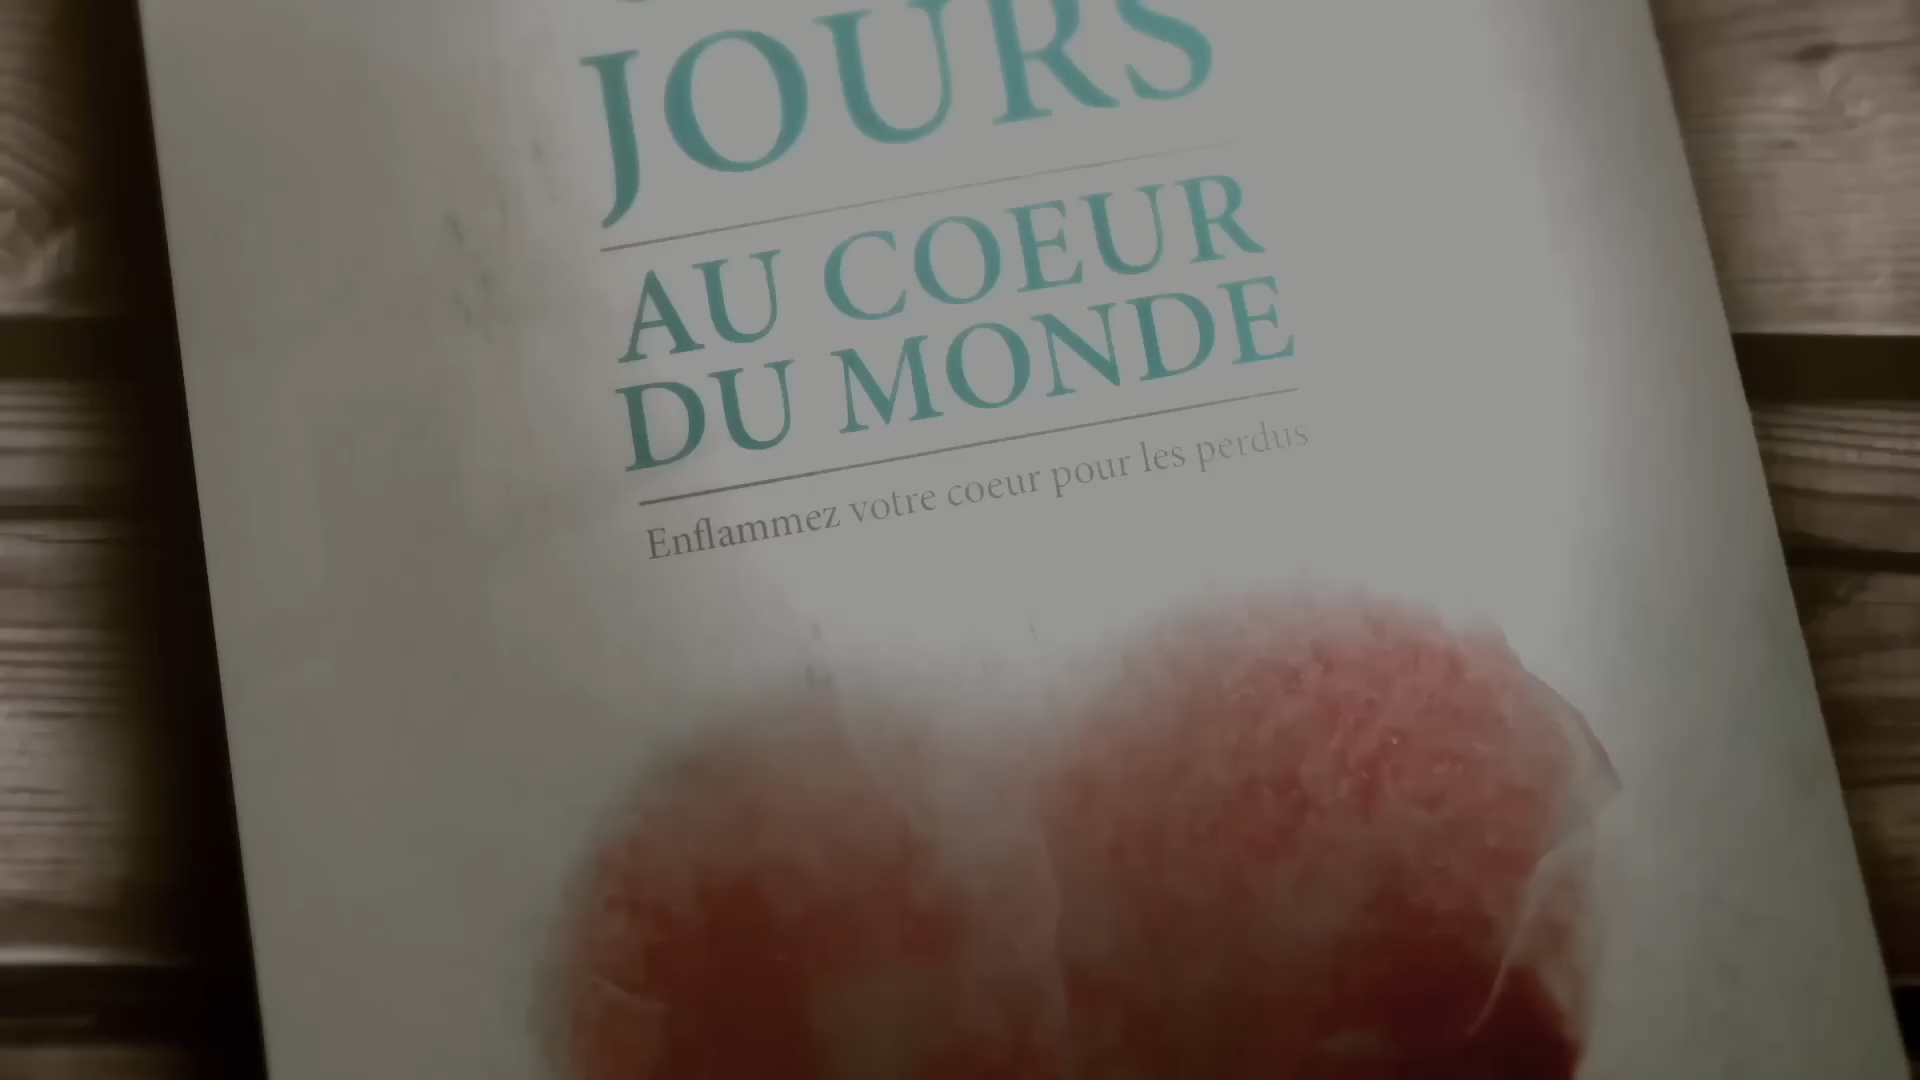 JOURS
AU COEUR
DU MONDE
Enflammez votre coeur pour les perdus